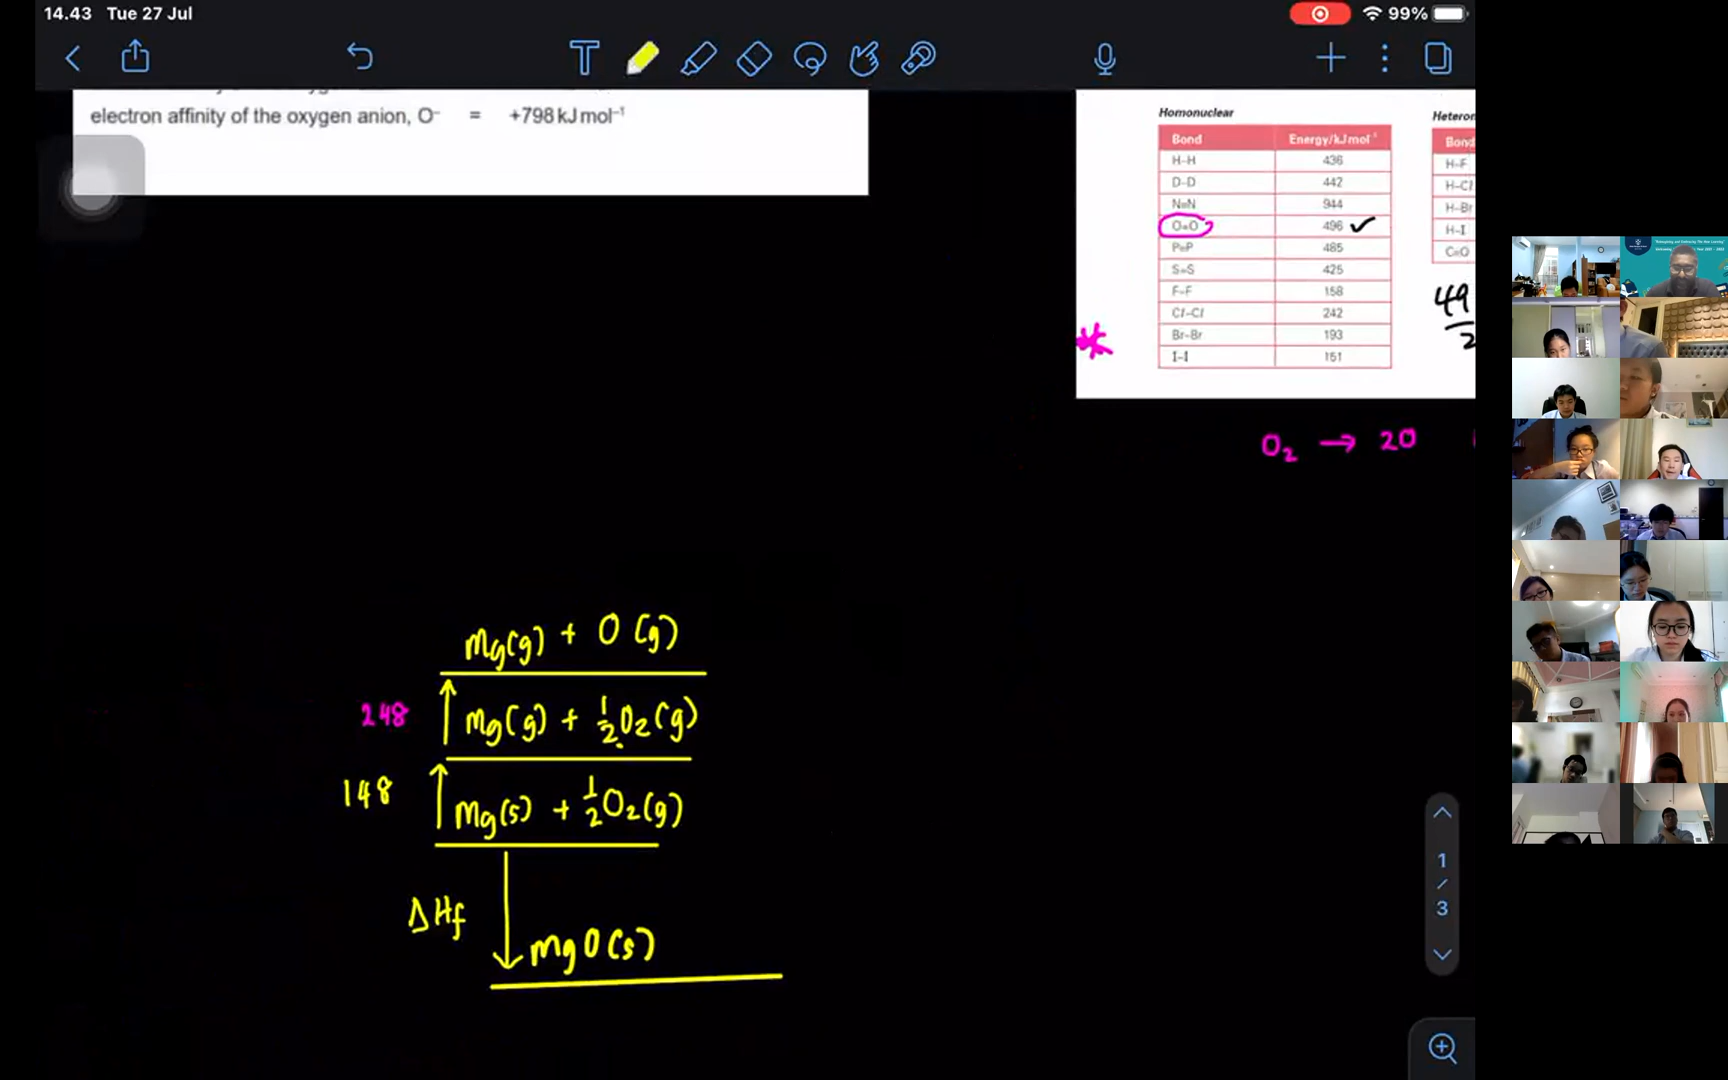 14.43 Tue 27 Jul
99%
T
electron affinity of the oxygen anion, O⁻ = +798 kJ mol⁻¹
Homonuclear
Bond Energy/kJ mol⁻¹
H–H 436
D–D 442
N≡N 944
O=O 496 ✓
P≡P 485
S=S 425
F–F 158
Cl–Cl 242
Br–Br 193
I–I 151
Heteron
Bond
H–F
H–Cl
H–Br
H–I
C=O
49
2
*
O₂ → 2O
Mg(g) + O (g)
248 ↑ Mg(g) + ½O₂(g)
148 ↑ Mg(s) + ½O₂(g)
ΔHf
↓ MgO(s)
1
/
3